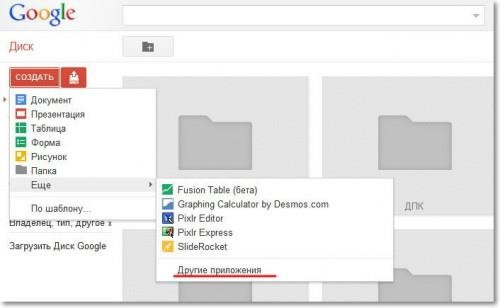 Google
Диск
СОЗДАТЬ
Документ
Презентация
Таблица
Форма
Рисунок
Папка
Еще
По шаблону...
Fusion Table (бета)
Graphing Calculator by Desmos.com
Pixlr Editor
Pixlr Express
SlideRocket
Другие приложения
ДПК
Владелец, тип, другое
Загрузить Диск Google